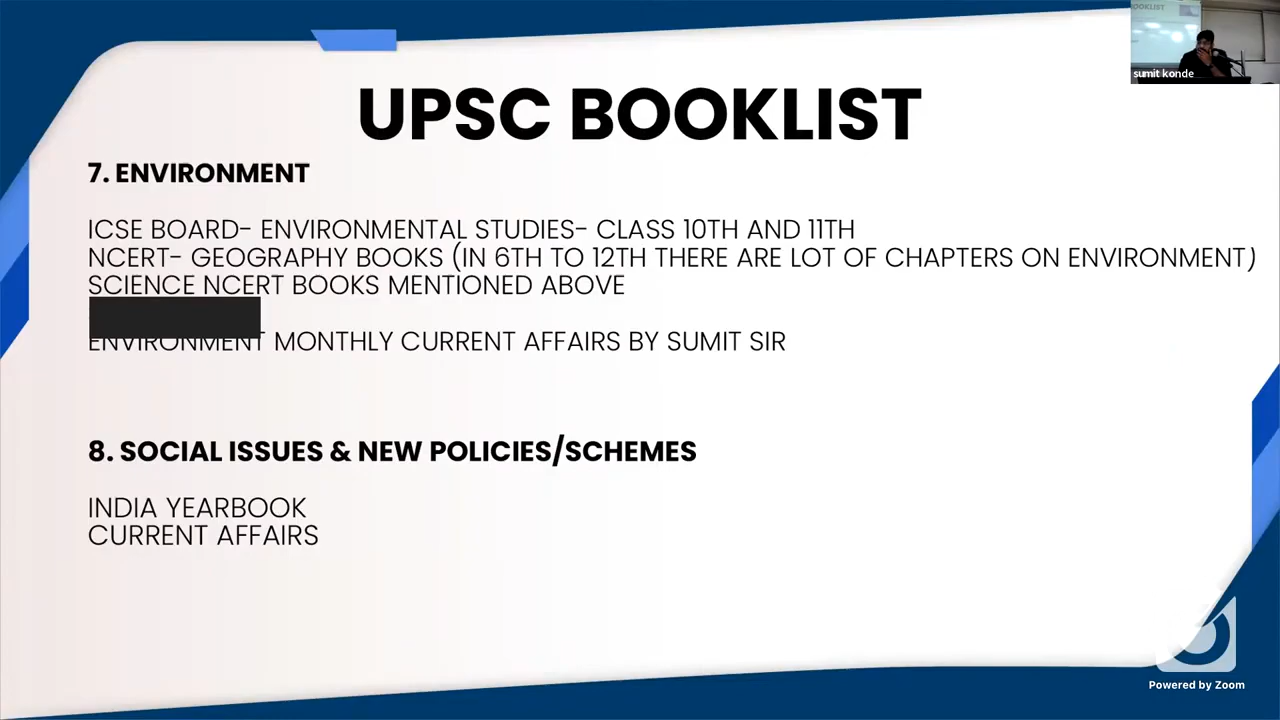 UPSC BOOKLIST
7. ENVIRONMENT
ICSE BOARD- ENVIRONMENTAL STUDIES- CLASS 10TH AND 11TH
NCERT- GEOGRAPHY BOOKS (IN 6TH TO 12TH THERE ARE LOT OF CHAPTERS ON ENVIRONMENT)
SCIENCE NCERT BOOKS MENTIONED ABOVE
ENVIRONMENT MONTHLY CURRENT AFFAIRS BY SUMIT SIR
8. SOCIAL ISSUES & NEW POLICIES/SCHEMES
INDIA YEARBOOK
CURRENT AFFAIRS
sumit konde
Powered by Zoom